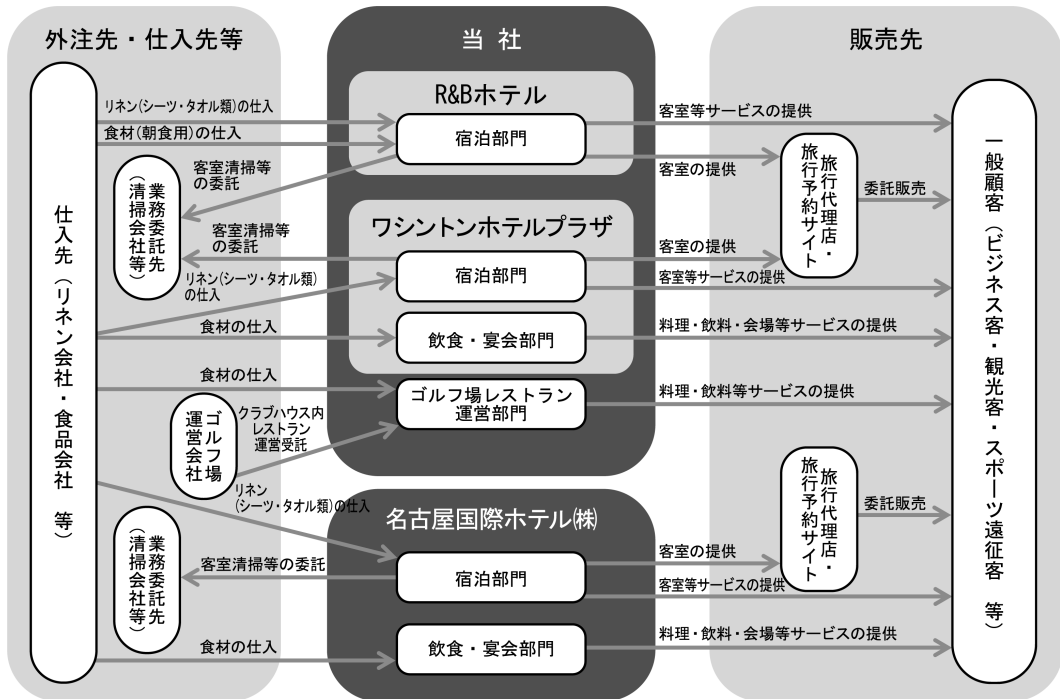 外注先・仕入先等
当 社
販売先
仕入先（リネン会社・食品会社 等）
リネン(シーツ・タオル類)の仕入
食材(朝食用)の仕入
客室清掃等
の委託
業務委託先
（清掃会社等）
客室清掃等
の委託
リネン(シーツ・タオル類)
の仕入
食材の仕入
食材の仕入
ゴルフ場
運営会社
クラブハウス内
レストラン
運営受託
リネン
(シーツ・タオル類)の仕入
業務委託先
（清掃会社等）
客室清掃等の委託
食材の仕入
R&Bホテル
宿泊部門
ワシントンホテルプラザ
宿泊部門
飲食・宴会部門
ゴルフ場レストラン
運営部門
名古屋国際ホテル㈱
宿泊部門
飲食・宴会部門
客室等サービスの提供
客室の提供
旅行代理店・
旅行予約サイト
委託販売
客室の提供
客室等サービスの提供
料理・飲料・会場等サービスの提供
料理・飲料等サービスの提供
旅行代理店・
旅行予約サイト
委託販売
客室の提供
客室等サービスの提供
料理・飲料・会場等サービスの提供
一般顧客（ビジネス客・観光客・スポーツ遠征客 等）